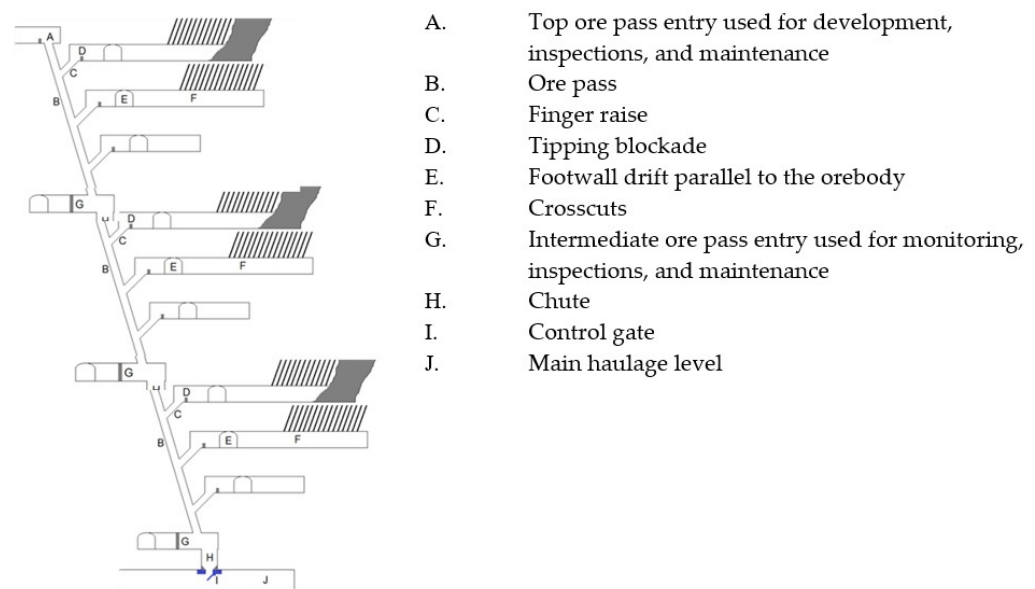 A
D
C
B
E
F
G
D
C
B
E
F
G
D
C
B
E
F
G
H
I
J
A. Top ore pass entry used for development,
inspections, and maintenance
B. Ore pass
C. Finger raise
D. Tipping blockade
E. Footwall drift parallel to the orebody
F. Crosscuts
G. Intermediate ore pass entry used for monitoring,
inspections, and maintenance
H. Chute
I. Control gate
J. Main haulage level